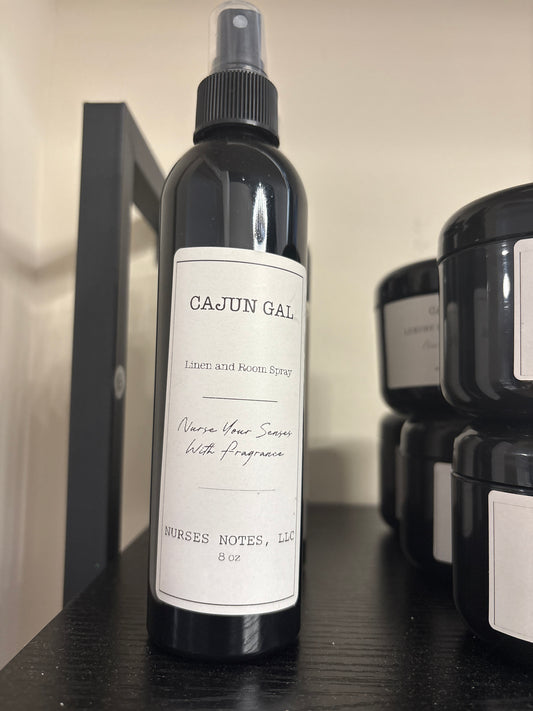 CAJUN GAL
Linen and Room Spray
Nurse Your Senses
With Fragrance
NURSES NOTES, LLC
8 oz